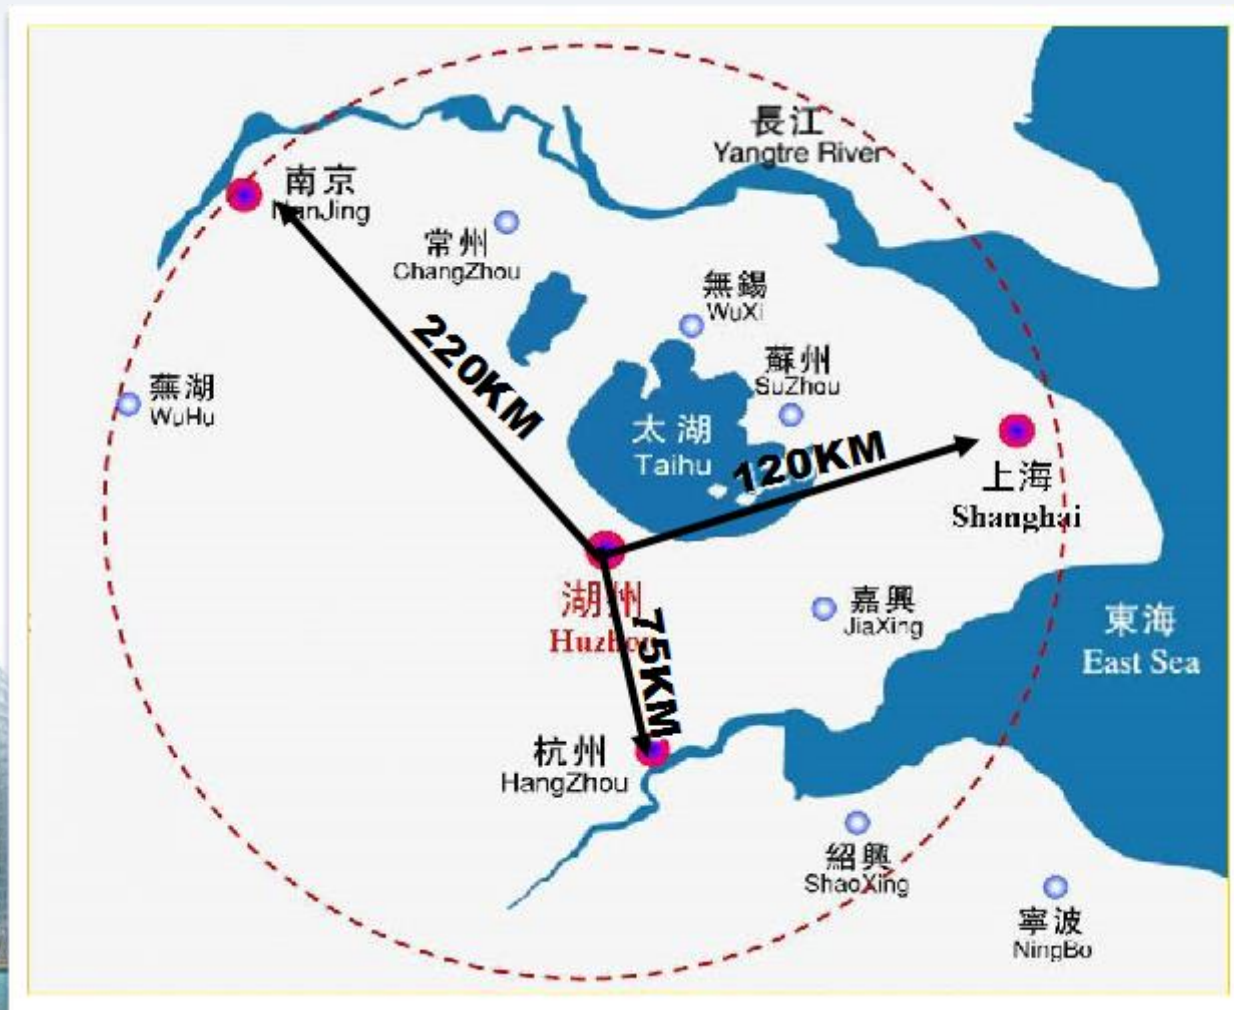 長江
Yangtre River
南京
NanJing
常州
ChangZhou
無錫
WuXi
220KM
蘇州
SuZhou
蕪湖
WuHu
太湖
Taihu
120KM
上海
Shanghai
湖州
Huzhou
75KM
嘉興
JiaXing
東海
East Sea
杭州
HangZhou
紹興
ShaoXing
寧波
NingBo